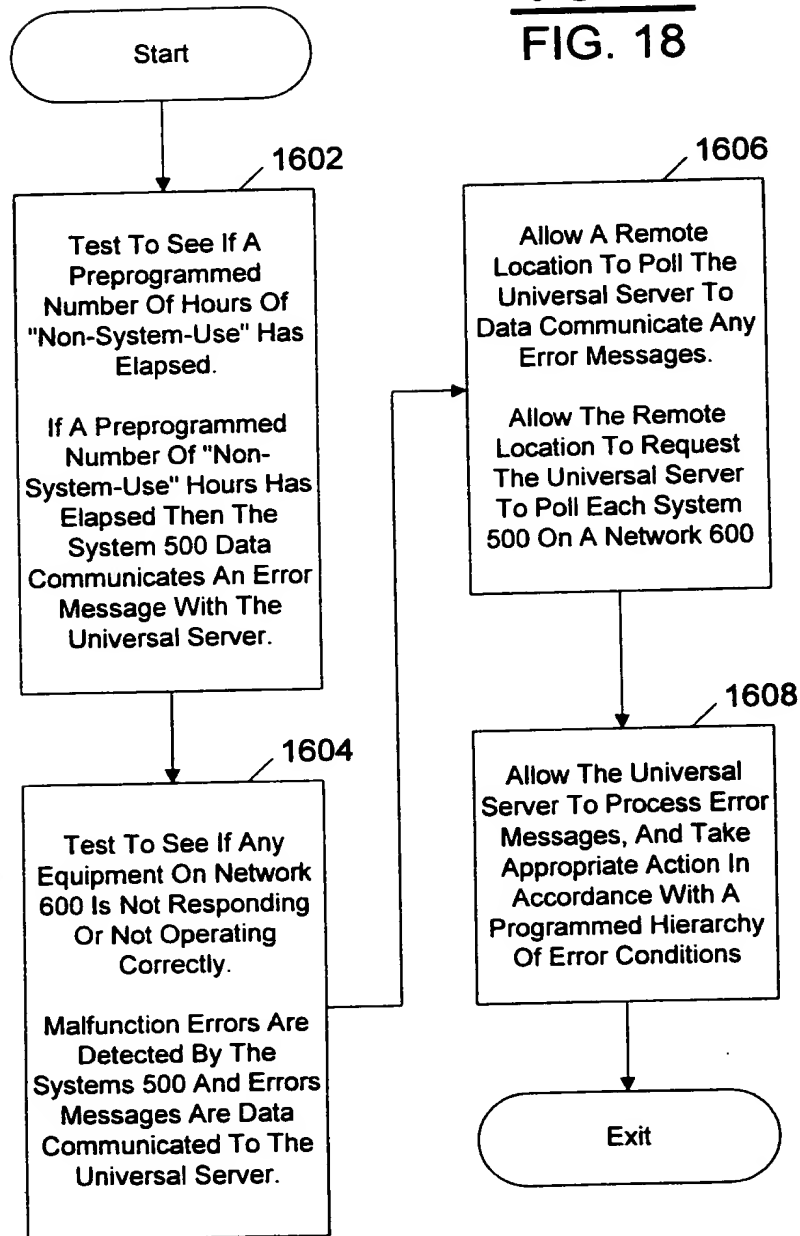 FIG. 18
Start
1602
Test To See If A
Preprogrammed
Number Of Hours Of
"Non-System-Use" Has
Elapsed.
If A Preprogrammed
Number Of "Non-
System-Use" Hours Has
Elapsed Then The
System 500 Data
Communicates An Error
Message With The
Universal Server.
1604
Test To See If Any
Equipment On Network
600 Is Not Responding
Or Not Operating
Correctly.
Malfunction Errors Are
Detected By The
Systems 500 And Errors
Messages Are Data
Communicated To The
Universal Server.
1606
Allow A Remote
Location To Poll The
Universal Server To
Data Communicate Any
Error Messages.
Allow The Remote
Location To Request
The Universal Server
To Poll Each System
500 On A Network 600
1608
Allow The Universal
Server To Process Error
Messages, And Take
Appropriate Action In
Accordance With A
Programmed Hierarchy
Of Error Conditions
Exit